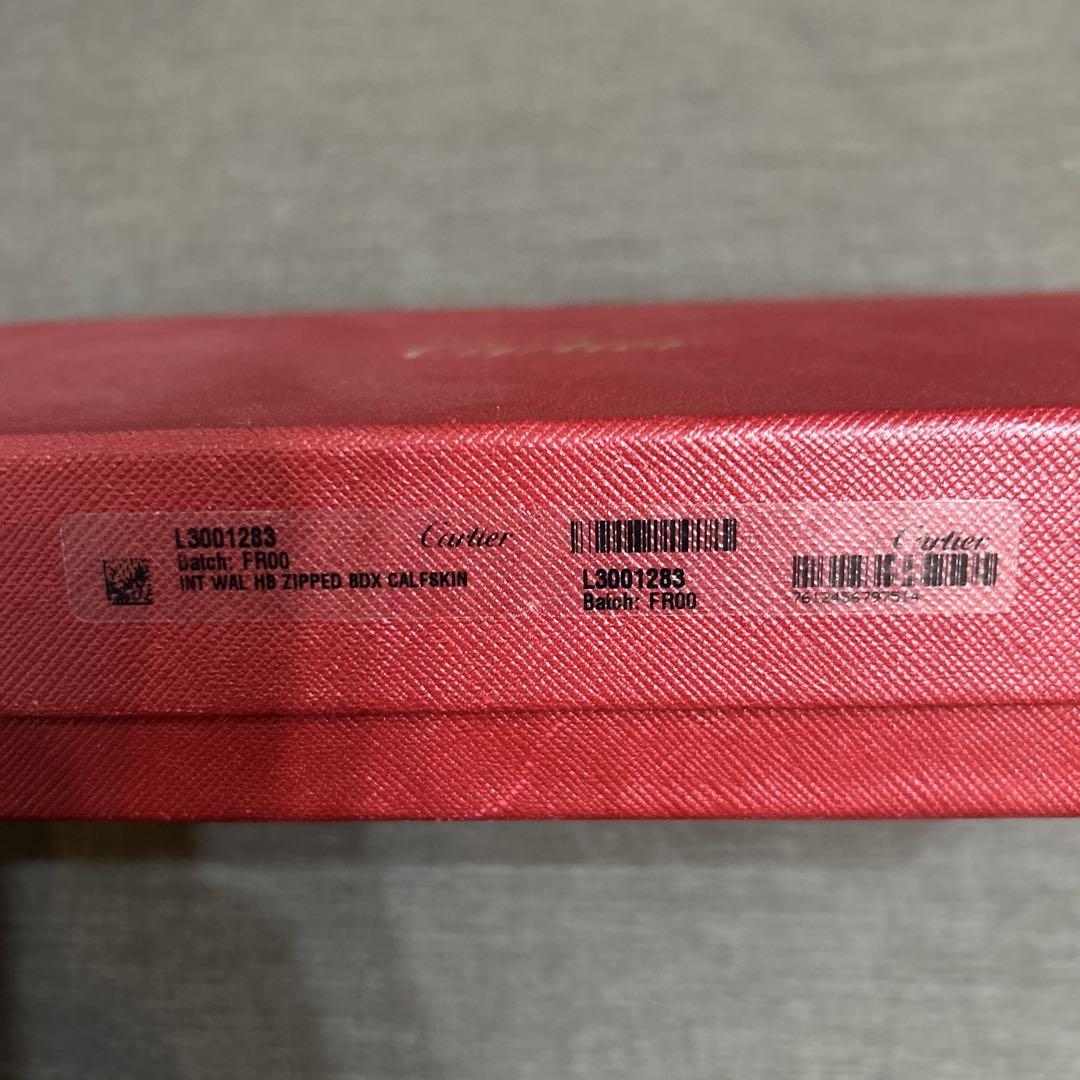 Cartier
L3001283
Batch: FR00
INT WAL HB ZIPPED BDX CALFSKIN
Cartier
L3001283
Batch: FR00
Cartier
7612456797514